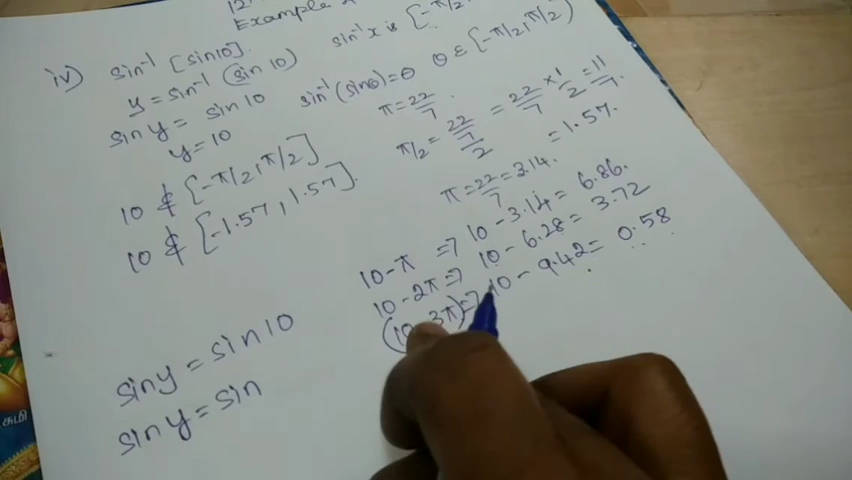 Example
iv) sin⁻¹ [sin10]. sin⁻¹x is [-π/2,
y = sin⁻¹ (sin 10) sin⁻¹(sinθ)=θ θ ∈ [-π/2, π/2)
sin y = sin 10
y = 10
10 ∉ [-π/2, π/2]
10 ∉ [-1.57, 1.57].
π = 22/7.
π/2 = 22/7/2 = 22/7 × 1/2 = 11/7.
= 1.57.
π = 22/7 = 3.14.
10 - π => 10 - 3.14 = 6.86.
10 - 2π => 10 - 6.28 = 3.72
(10 - 3π) => 10 - 9.42 = 0.58
sin y = sin 10
sin y = sin